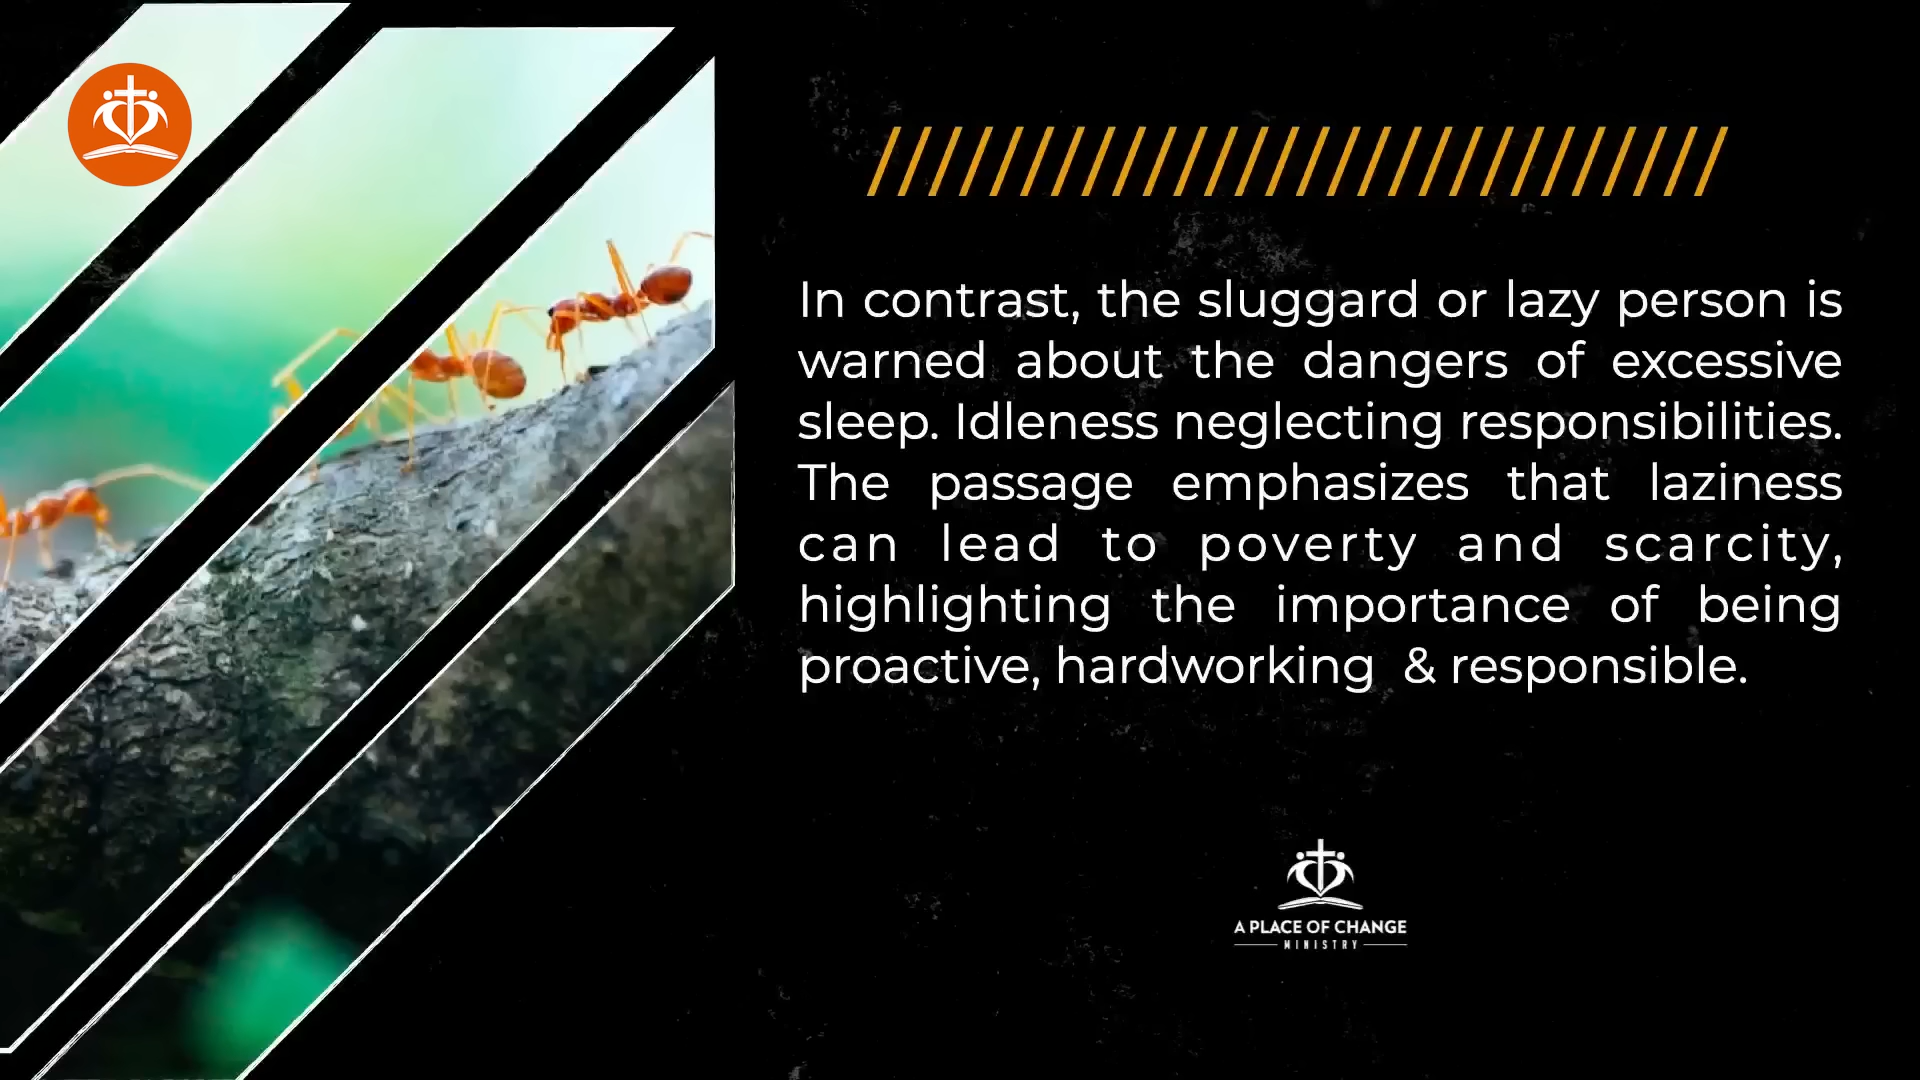 In contrast, the sluggard or lazy person is
warned about the dangers of excessive
sleep. Idleness neglecting responsibilities.
The passage emphasizes that laziness
can lead to poverty and scarcity,
highlighting the importance of being
proactive, hardworking & responsible.
A PLACE OF CHANGE
MINISTRY